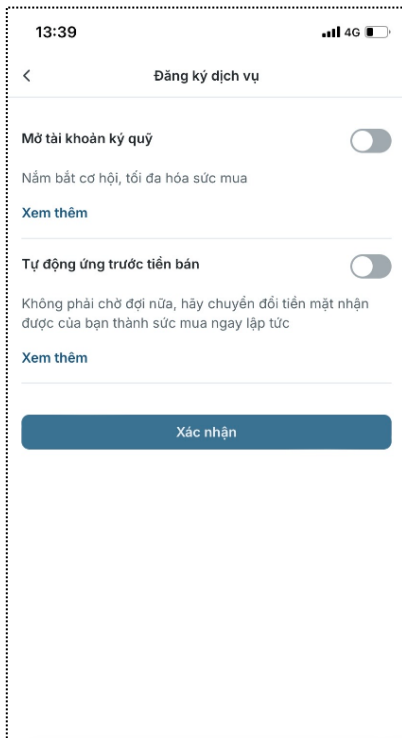 13:39
4G
Đăng ký dịch vụ
Mở tài khoản ký quỹ
Nắm bắt cơ hội, tối đa hóa sức mua
Xem thêm
Tự động ứng trước tiền bán
Không phải chờ đợi nữa, hãy chuyển đổi tiền mặt nhận
được của bạn thành sức mua ngay lập tức
Xem thêm
Xác nhận